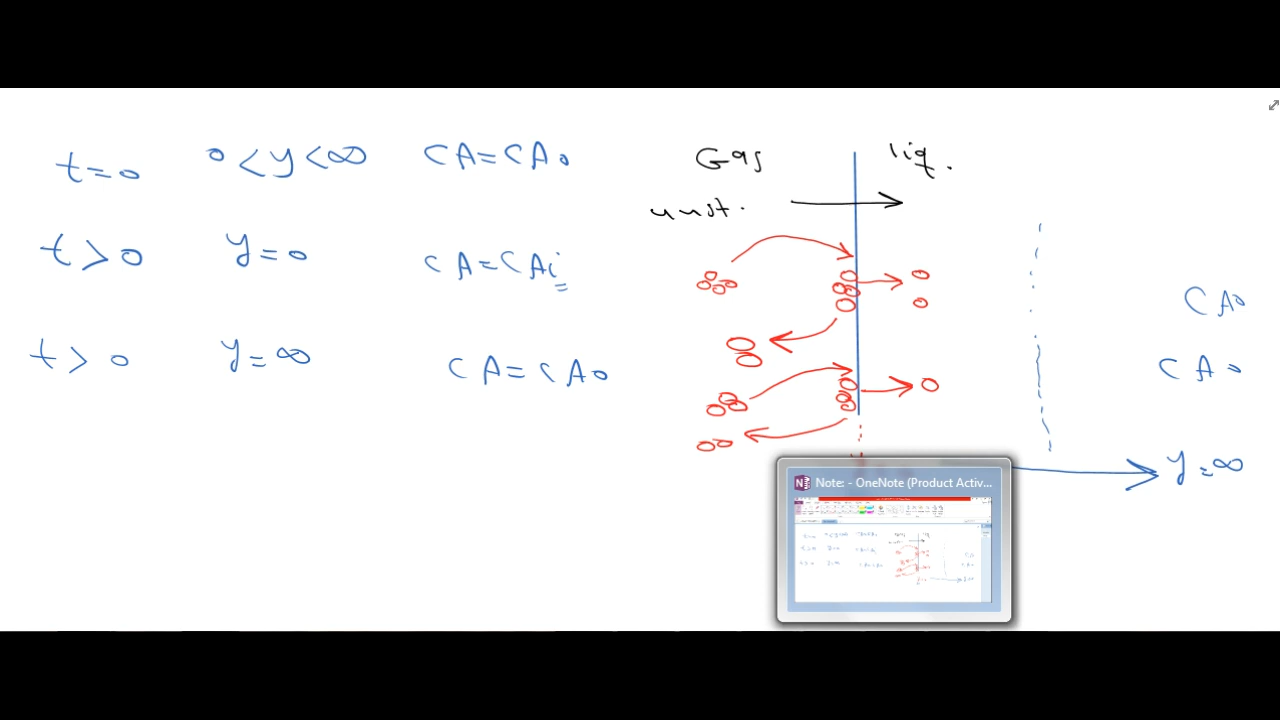 t=0 0<y<∞ CA=CA0
t>0 y=0 CA=CAi
t>0 y=∞ CA=CA0
Gas liq.
unst.
CA0
CA0
y=∞
Note: - OneNote (Product Activ...